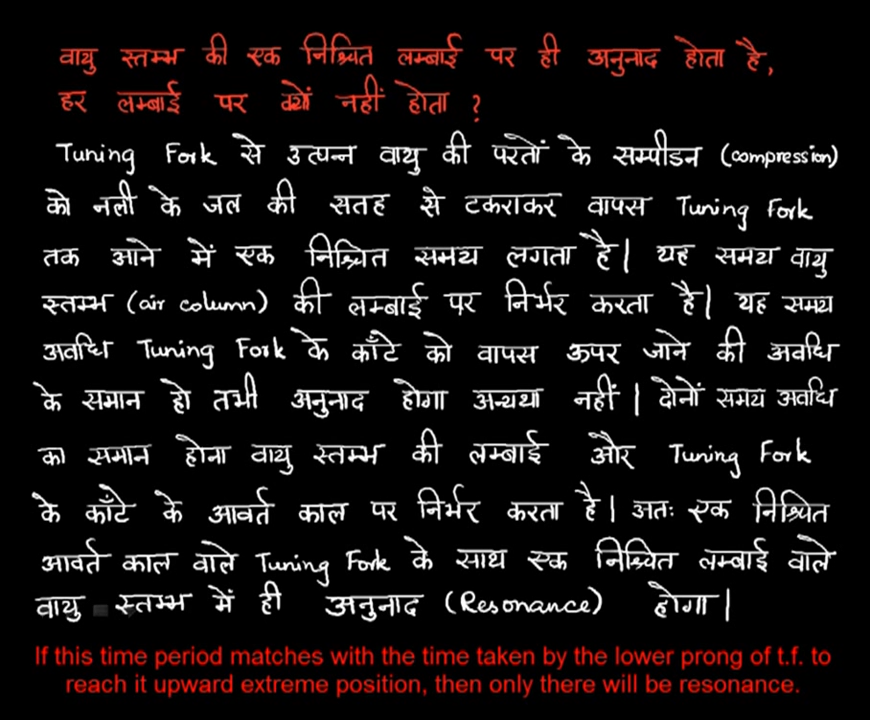 वायु स्तम्भ की एक निश्चित लम्बाई पर ही अनुनाद होता है,
हर लम्बाई पर क्यों नहीं होता ?
Tuning Fork से उत्पन्न वायु की परतों के सम्पीडन (compression)
को नली के जल की सतह से टकराकर वापस Tuning Fork
तक आने में एक निश्चित समय लगता है। यह समय वायु
स्तम्भ (air column) की लम्बाई पर निर्भर करता है। यह समय
अवधि Tuning Fork के काँटे को वापस ऊपर जाने की अवधि
के समान हो तभी अनुनाद होगा अन्यथा नहीं। दोनों समय अवधि
का समान होना वायु स्तम्भ की लम्बाई और Tuning Fork
के काँटे के आवर्त काल पर निर्भर करता है। अतः एक निश्चित
आवर्त काल वाले Tuning Fork के साथ एक निश्चित लम्बाई वाले
वायु स्तम्भ में ही अनुनाद (Resonance) होगा।
If this time period matches with the time taken by the lower prong of t.f. to
reach it upward extreme position, then only there will be resonance.